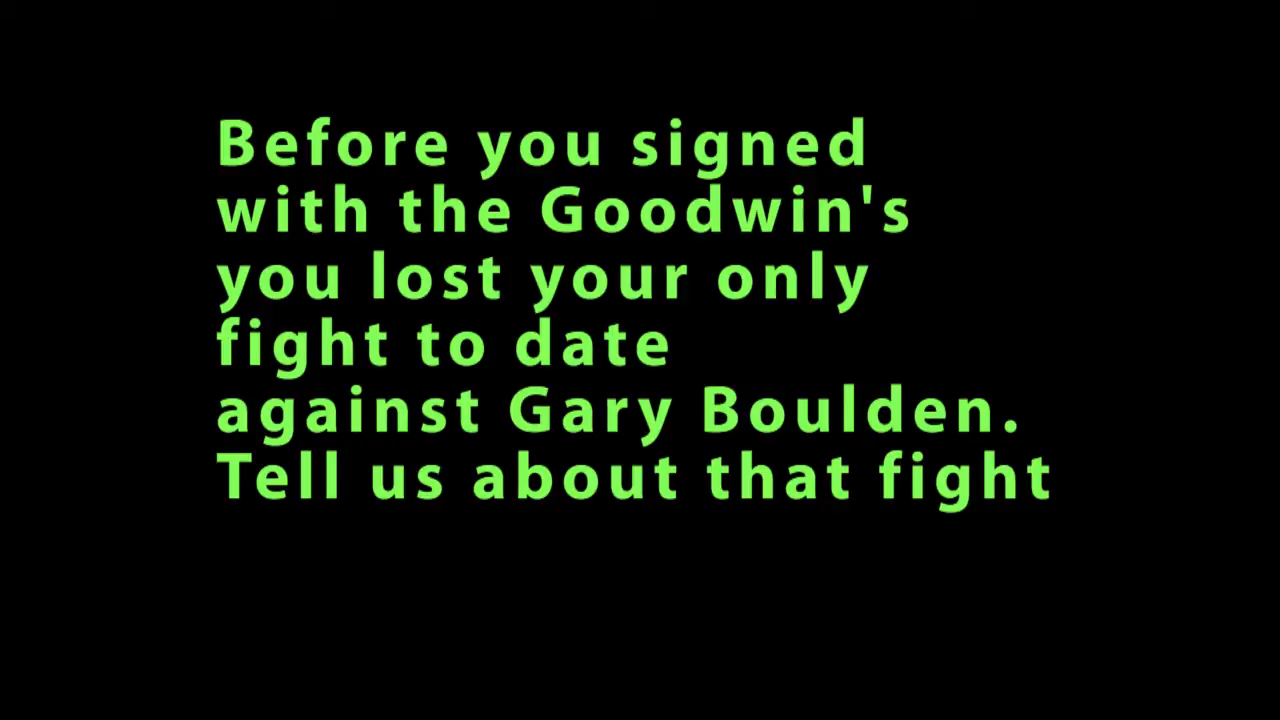 Before you signed
with the Goodwin's
you lost your only
fight to date
against Gary Boulden.
Tell us about that fight